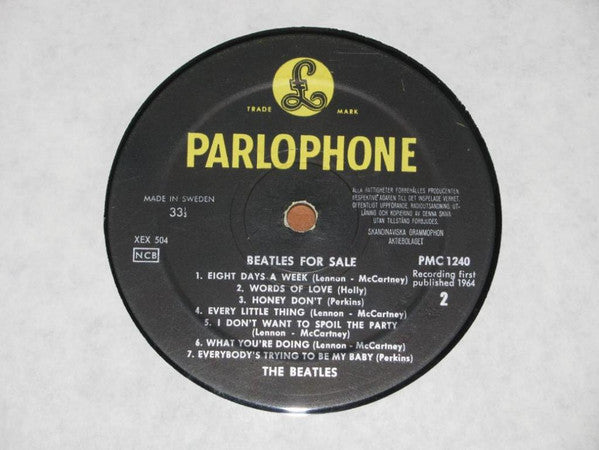 £
TRADE MARK
PARLOPHONE
MADE IN SWEDEN
33⅓
XEX 504
NCB
ALLA RÄTTIGHETER FÖRBEHÅLLES PRODUCENTEN
RESPEKTIVE ÄGAREN TILL DET INSPELADE VERKET.
OFFENTLIGT UPPFÖRANDE, RADIOUTSÄNDNING, UT-
LÅNING OCH KOPIERING AV DENNA SKIVA
UTAN TILLSTÅND FÖRBJUDES.
SKANDINAVISKA GRAMMOPHON
AKTIEBOLAGET
BEATLES FOR SALE
PMC 1240
Recording first
published 1964
2
1. EIGHT DAYS A WEEK (Lennon - McCartney)
2. WORDS OF LOVE (Holly)
3. HONEY DON'T (Perkins)
4. EVERY LITTLE THING (Lennon - McCartney)
5. I DON'T WANT TO SPOIL THE PARTY
(Lennon - McCartney)
6. WHAT YOU'RE DOING (Lennon - McCartney)
7. EVERYBODY'S TRYING TO BE MY BABY (Perkins)
THE BEATLES